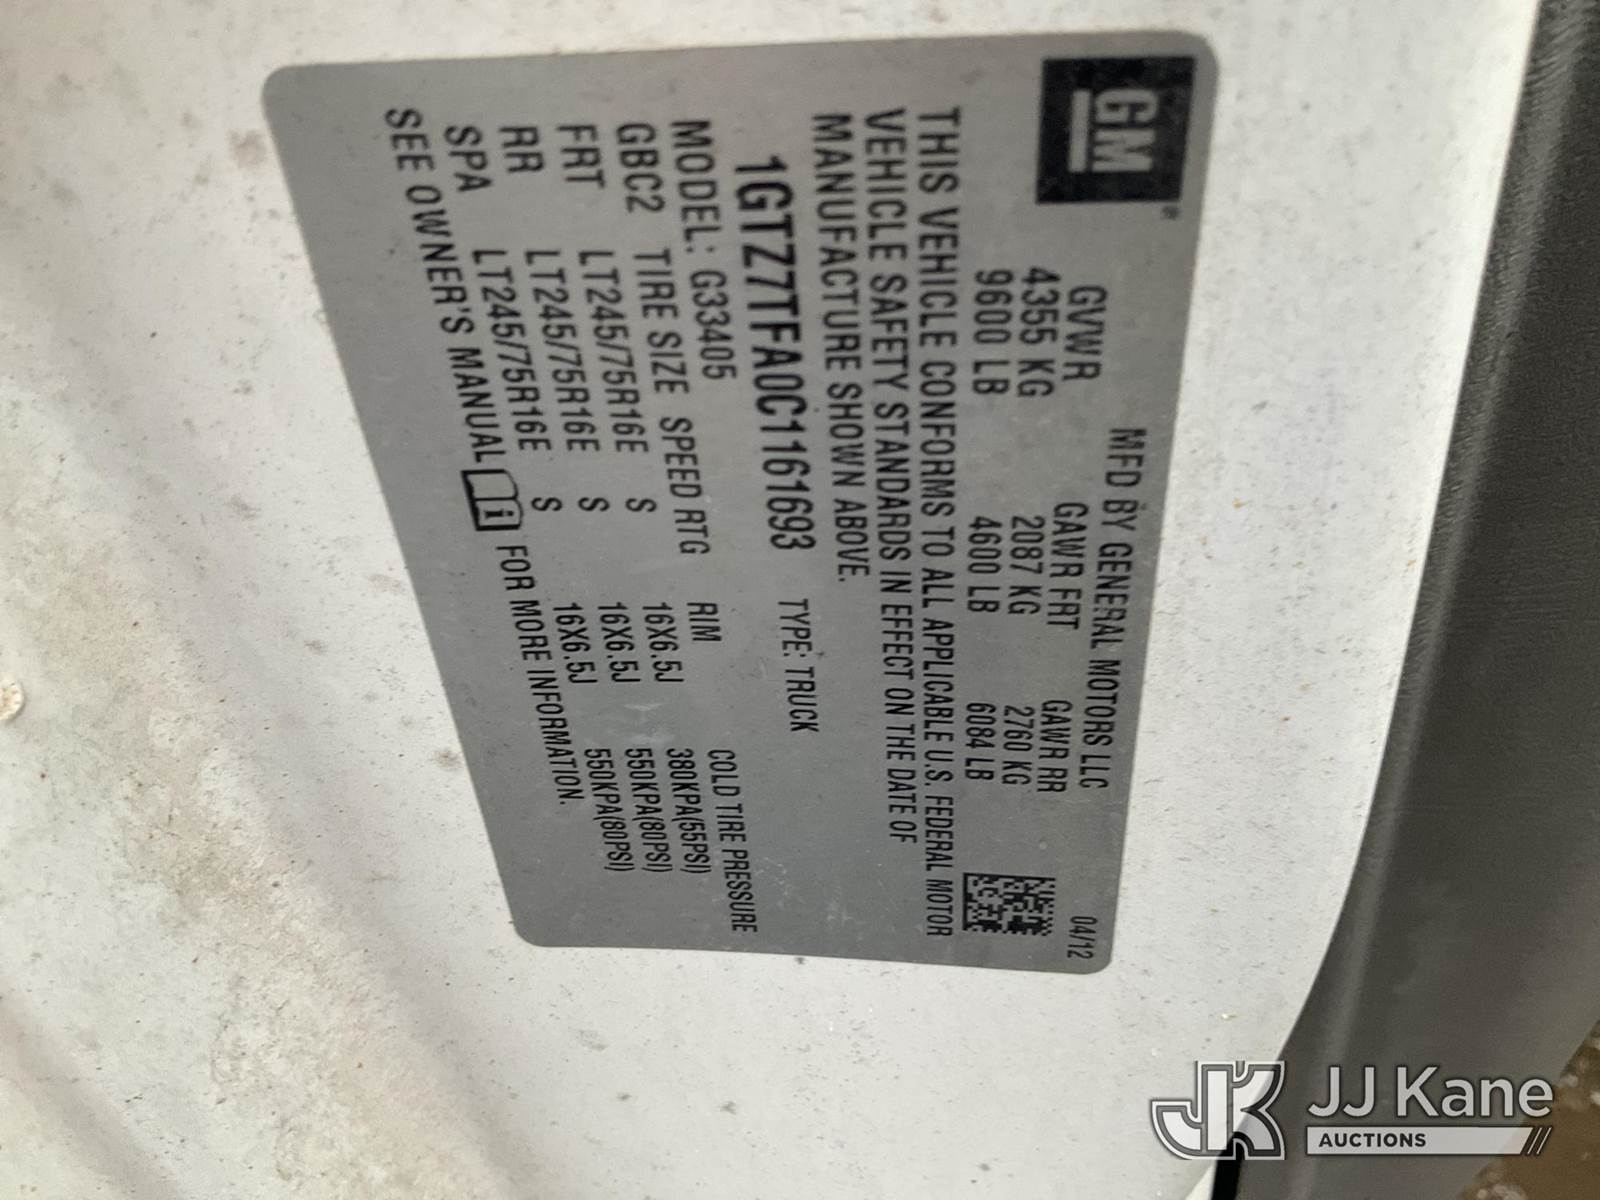 GM®
MFD BY GENERAL MOTORS LLC 04/12
GVWR GAWR FRT GAWR RR
4355 KG 2087 KG 2760 KG
9600 LB 4600 LB 6084 LB
THIS VEHICLE CONFORMS TO ALL APPLICABLE U.S. FEDERAL MOTOR
VEHICLE SAFETY STANDARDS IN EFFECT ON THE DATE OF
MANUFACTURE SHOWN ABOVE.
1GTZ7TFA0C1161693 TYPE: TRUCK
MODEL: G33405
GBC2 TIRE SIZE SPEED RTG RIM COLD TIRE PRESSURE
FRT LT245/75R16E S 16X6.5J 380KPA(55PSI)
RR LT245/75R16E S 16X6.5J 550KPA(80PSI)
SPA LT245/75R16E S 16X6.5J 550KPA(80PSI)
SEE OWNER'S MANUAL i FOR MORE INFORMATION.
JK JJ Kane
AUCTIONS